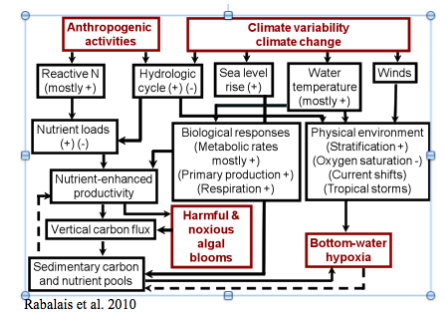 Anthropogenic
activities
Climate variability
climate change
Reactive N
(mostly +)
Hydrologic
cycle (+) (-)
Sea level
rise (+)
Water
temperature
(mostly +)
Winds
Nutrient loads
(+) (-)
Biological responses
(Metabolic rates
mostly +)
(Primary production +)
(Respiration +)
Physical environment
(Stratification +)
(Oxygen saturation -)
(Current shifts)
(Tropical storms)
Nutrient-enhanced
productivity
Vertical carbon flux
Harmful &
noxious
algal
blooms
Bottom-water
hypoxia
Sedimentary carbon
and nutrient pools
Rabalais et al. 2010